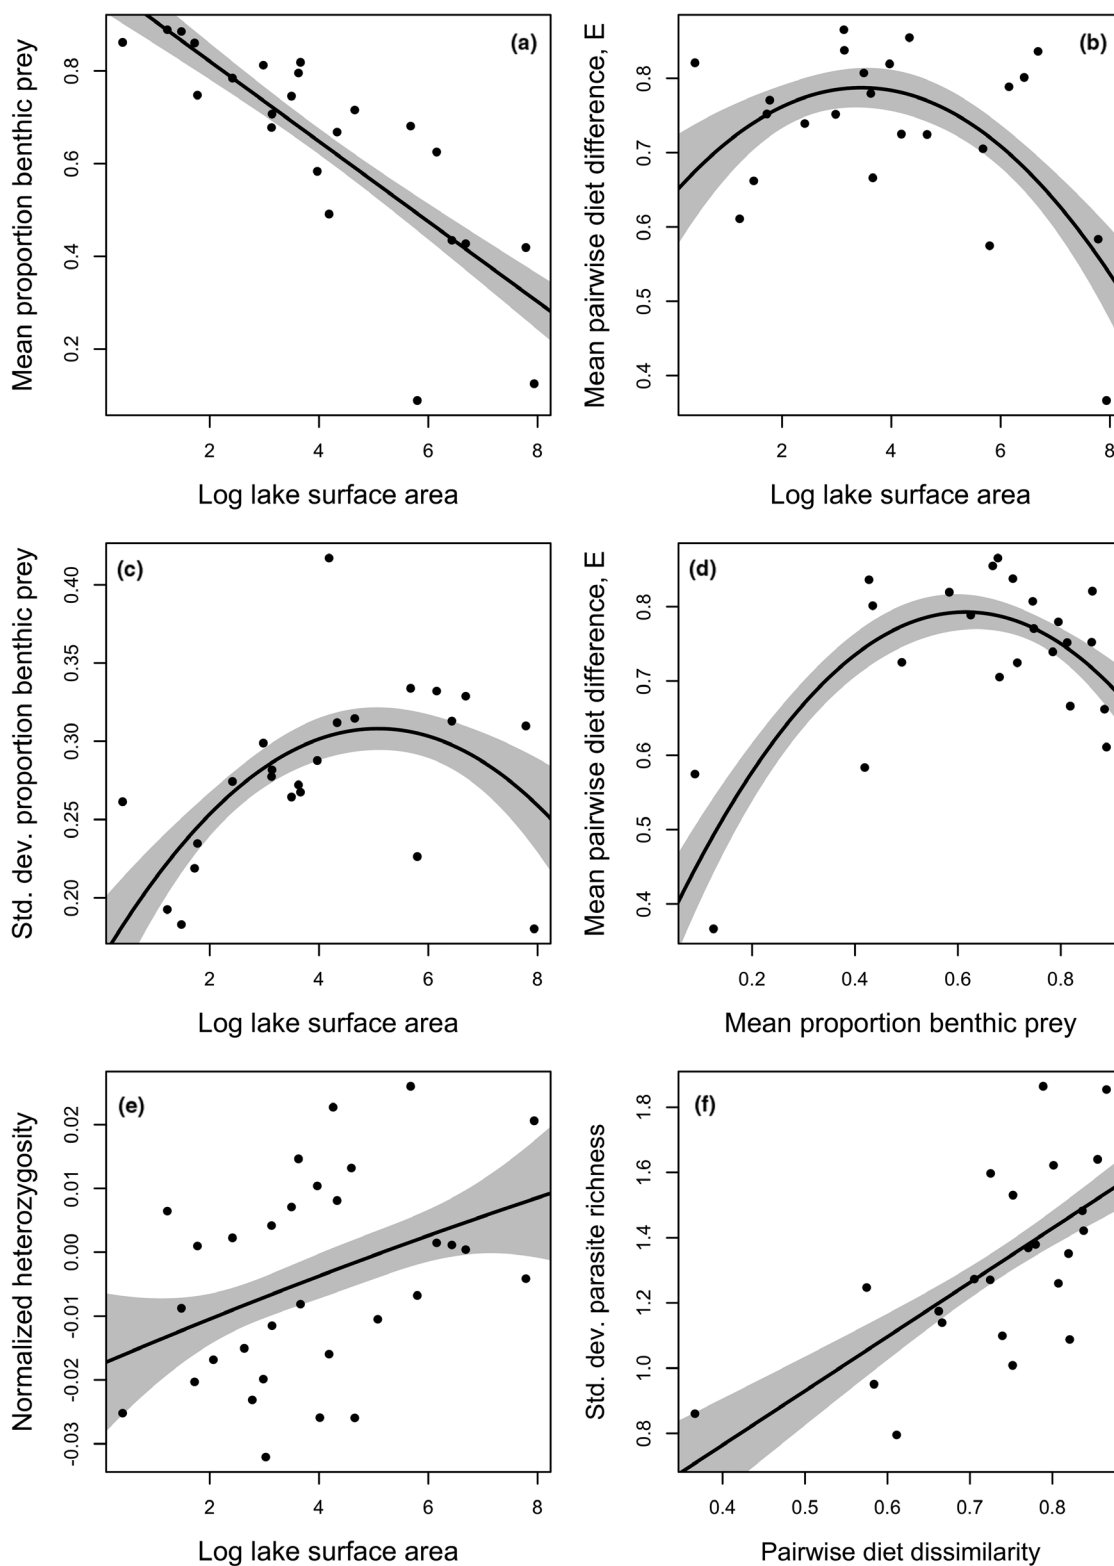 (a)
Mean proportion benthic prey
0.8
0.6
0.4
0.2
2 4 6 8
Log lake surface area
(b)
Mean pairwise diet difference, E
0.8
0.7
0.6
0.5
0.4
2 4 6 8
Log lake surface area
(c)
Std. dev. proportion benthic prey
0.40
0.35
0.30
0.25
0.20
2 4 6 8
Log lake surface area
(d)
Mean pairwise diet difference, E
0.8
0.7
0.6
0.5
0.4
0.2 0.4 0.6 0.8
Mean proportion benthic prey
(e)
Normalized heterozygosity
0.02
0.01
0.00
-0.01
-0.02
-0.03
2 4 6 8
Log lake surface area
(f)
Std. dev. parasite richness
1.8
1.6
1.4
1.2
1.0
0.8
0.4 0.5 0.6 0.7 0.8
Pairwise diet dissimilarity